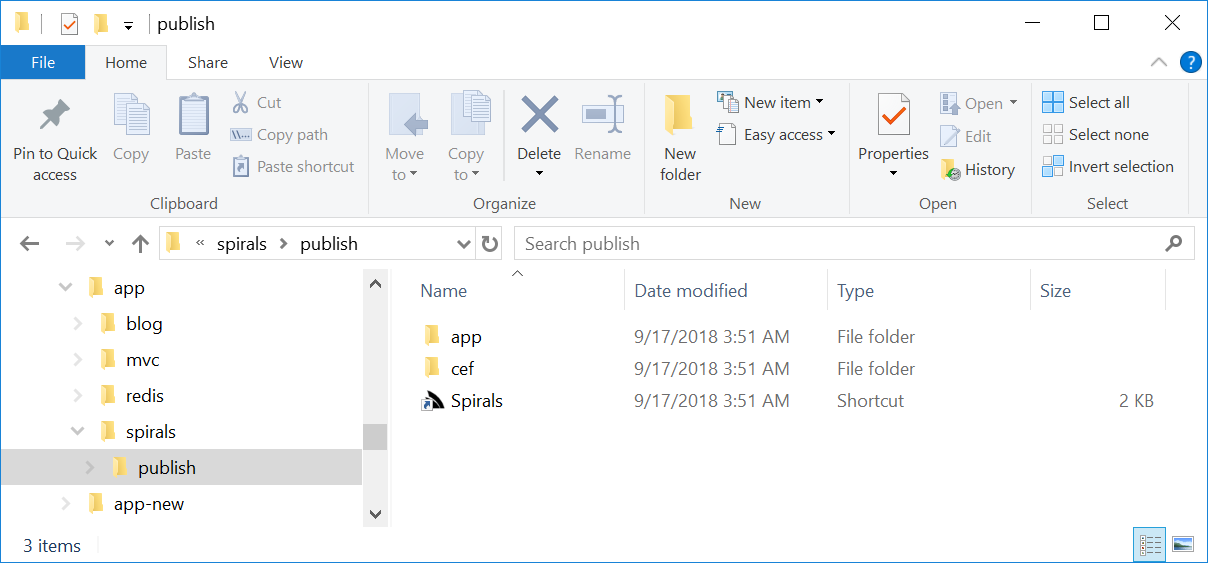 publish
File Home Share View
?
Pin to Quick access
Copy
Paste
Cut
\\... Copy path
Paste shortcut
Clipboard
Move to
Copy to
Delete
Rename
Organize
New folder
New item
Easy access
New
Properties
Open
Edit
History
Open
Select all
Select none
Invert selection
Select
« spirals > publish
Search publish
app
blog
mvc
redis
spirals
publish
app-new
Name Date modified Type Size
app 9/17/2018 3:51 AM File folder
cef 9/17/2018 3:51 AM File folder
Spirals 9/17/2018 3:51 AM Shortcut 2 KB
3 items